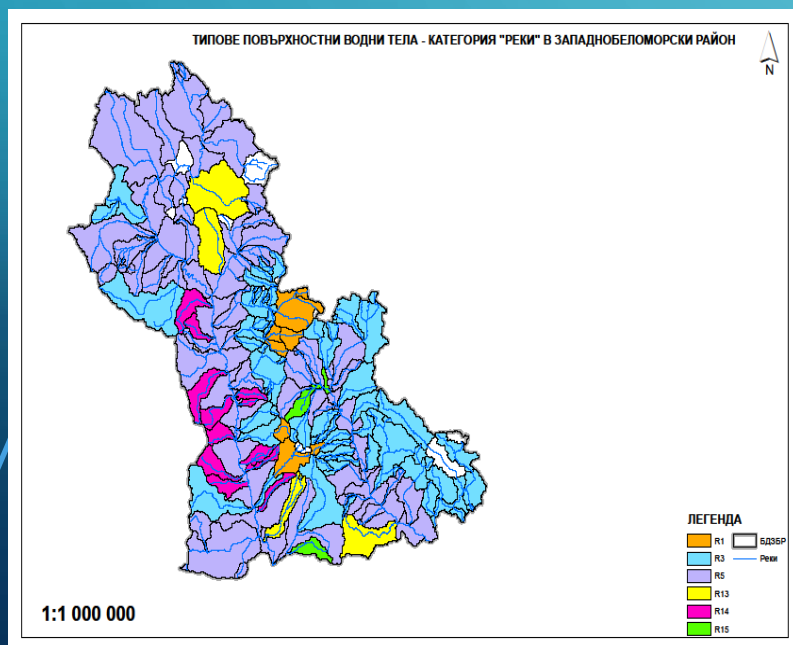 ТИПОВЕ ПОВЪРХНОСТНИ ВОДНИ ТЕЛА - КАТЕГОРИЯ "РЕКИ" В ЗАПАДНОБЕЛОМОРСКИ РАЙОН
N
ЛЕГЕНДА
R1 БДЗБР
R3 Реки
R5
R13
R14
R15
1:1 000 000